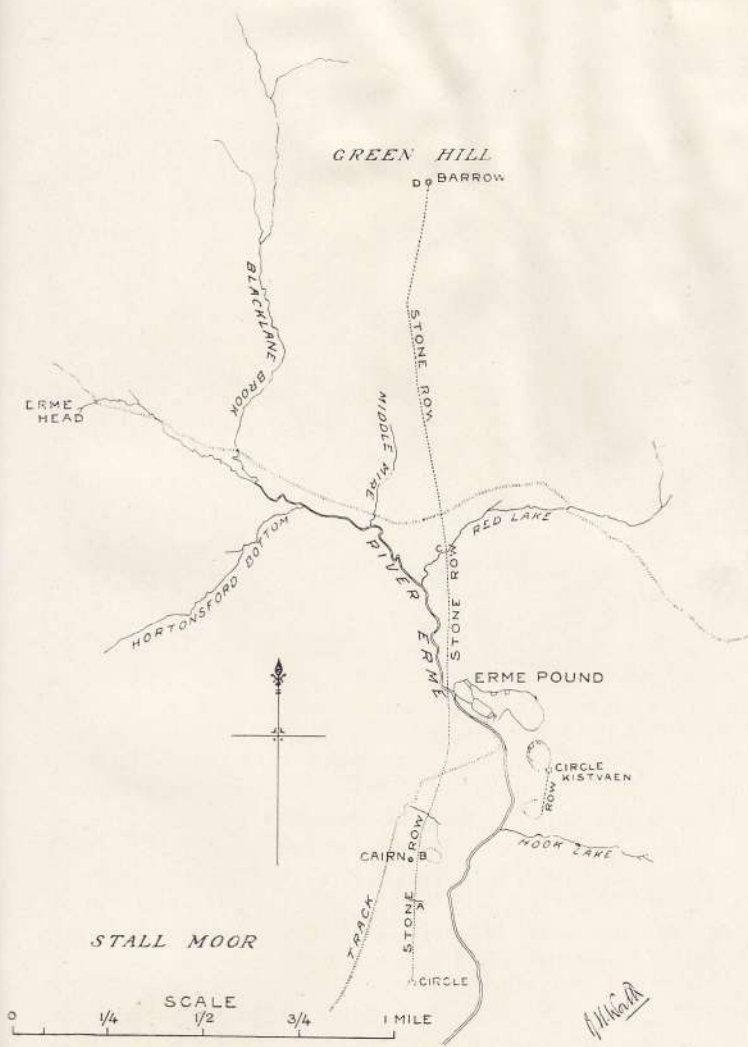 GREEN HILL
D BARROW
BLACKLANE BROOK
STONE ROW
ERME
HEAD
MIDDLE MIRE
RED LAKE
C
HORTONSFORD BOTTOM
RIVER ERME
STONE ROW
ERME POUND
CIRCLE
KISTVAEN
ROW
HOOK LAKE
CAIRN B
STONE ROW
A
TRACK
STALL MOOR
CIRCLE
SCALE
0 1/4 1/2 3/4 1 MILE